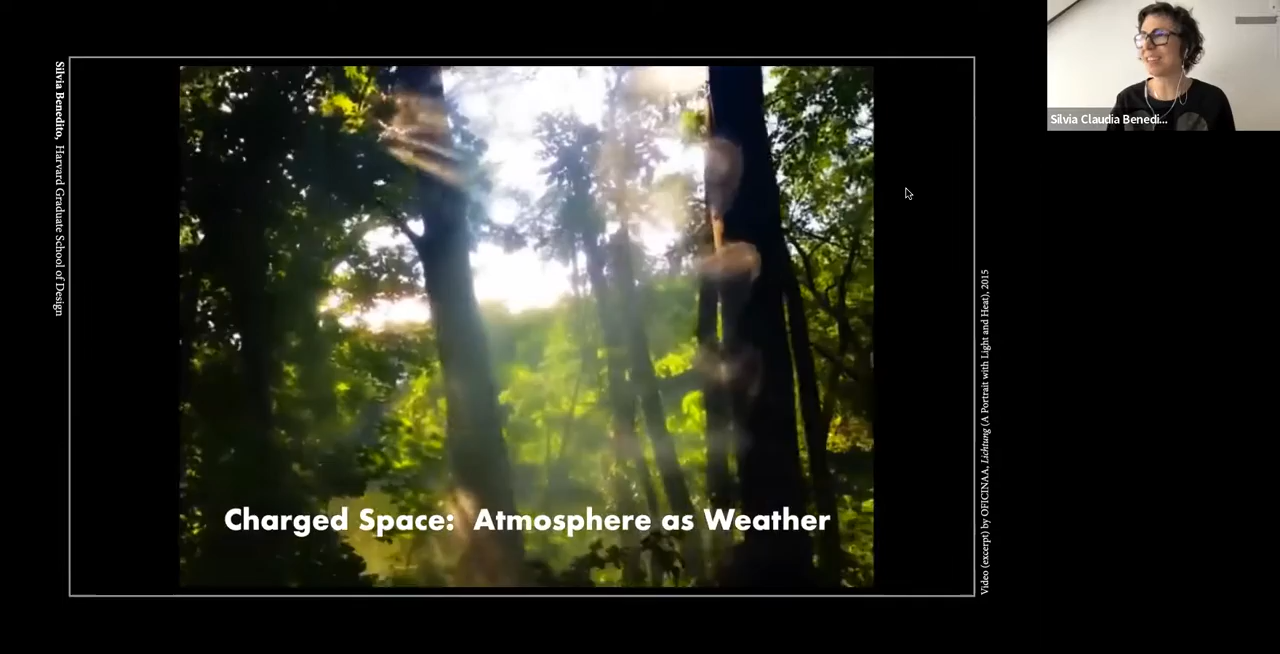 Silvia Benedito, Harvard Graduate School of Design
Charged Space: Atmosphere as Weather
Video (excerpt) by OFICINAA, Lichtung (A Portrait with Light and Heat), 2015
Silvia Claudia Benedi...